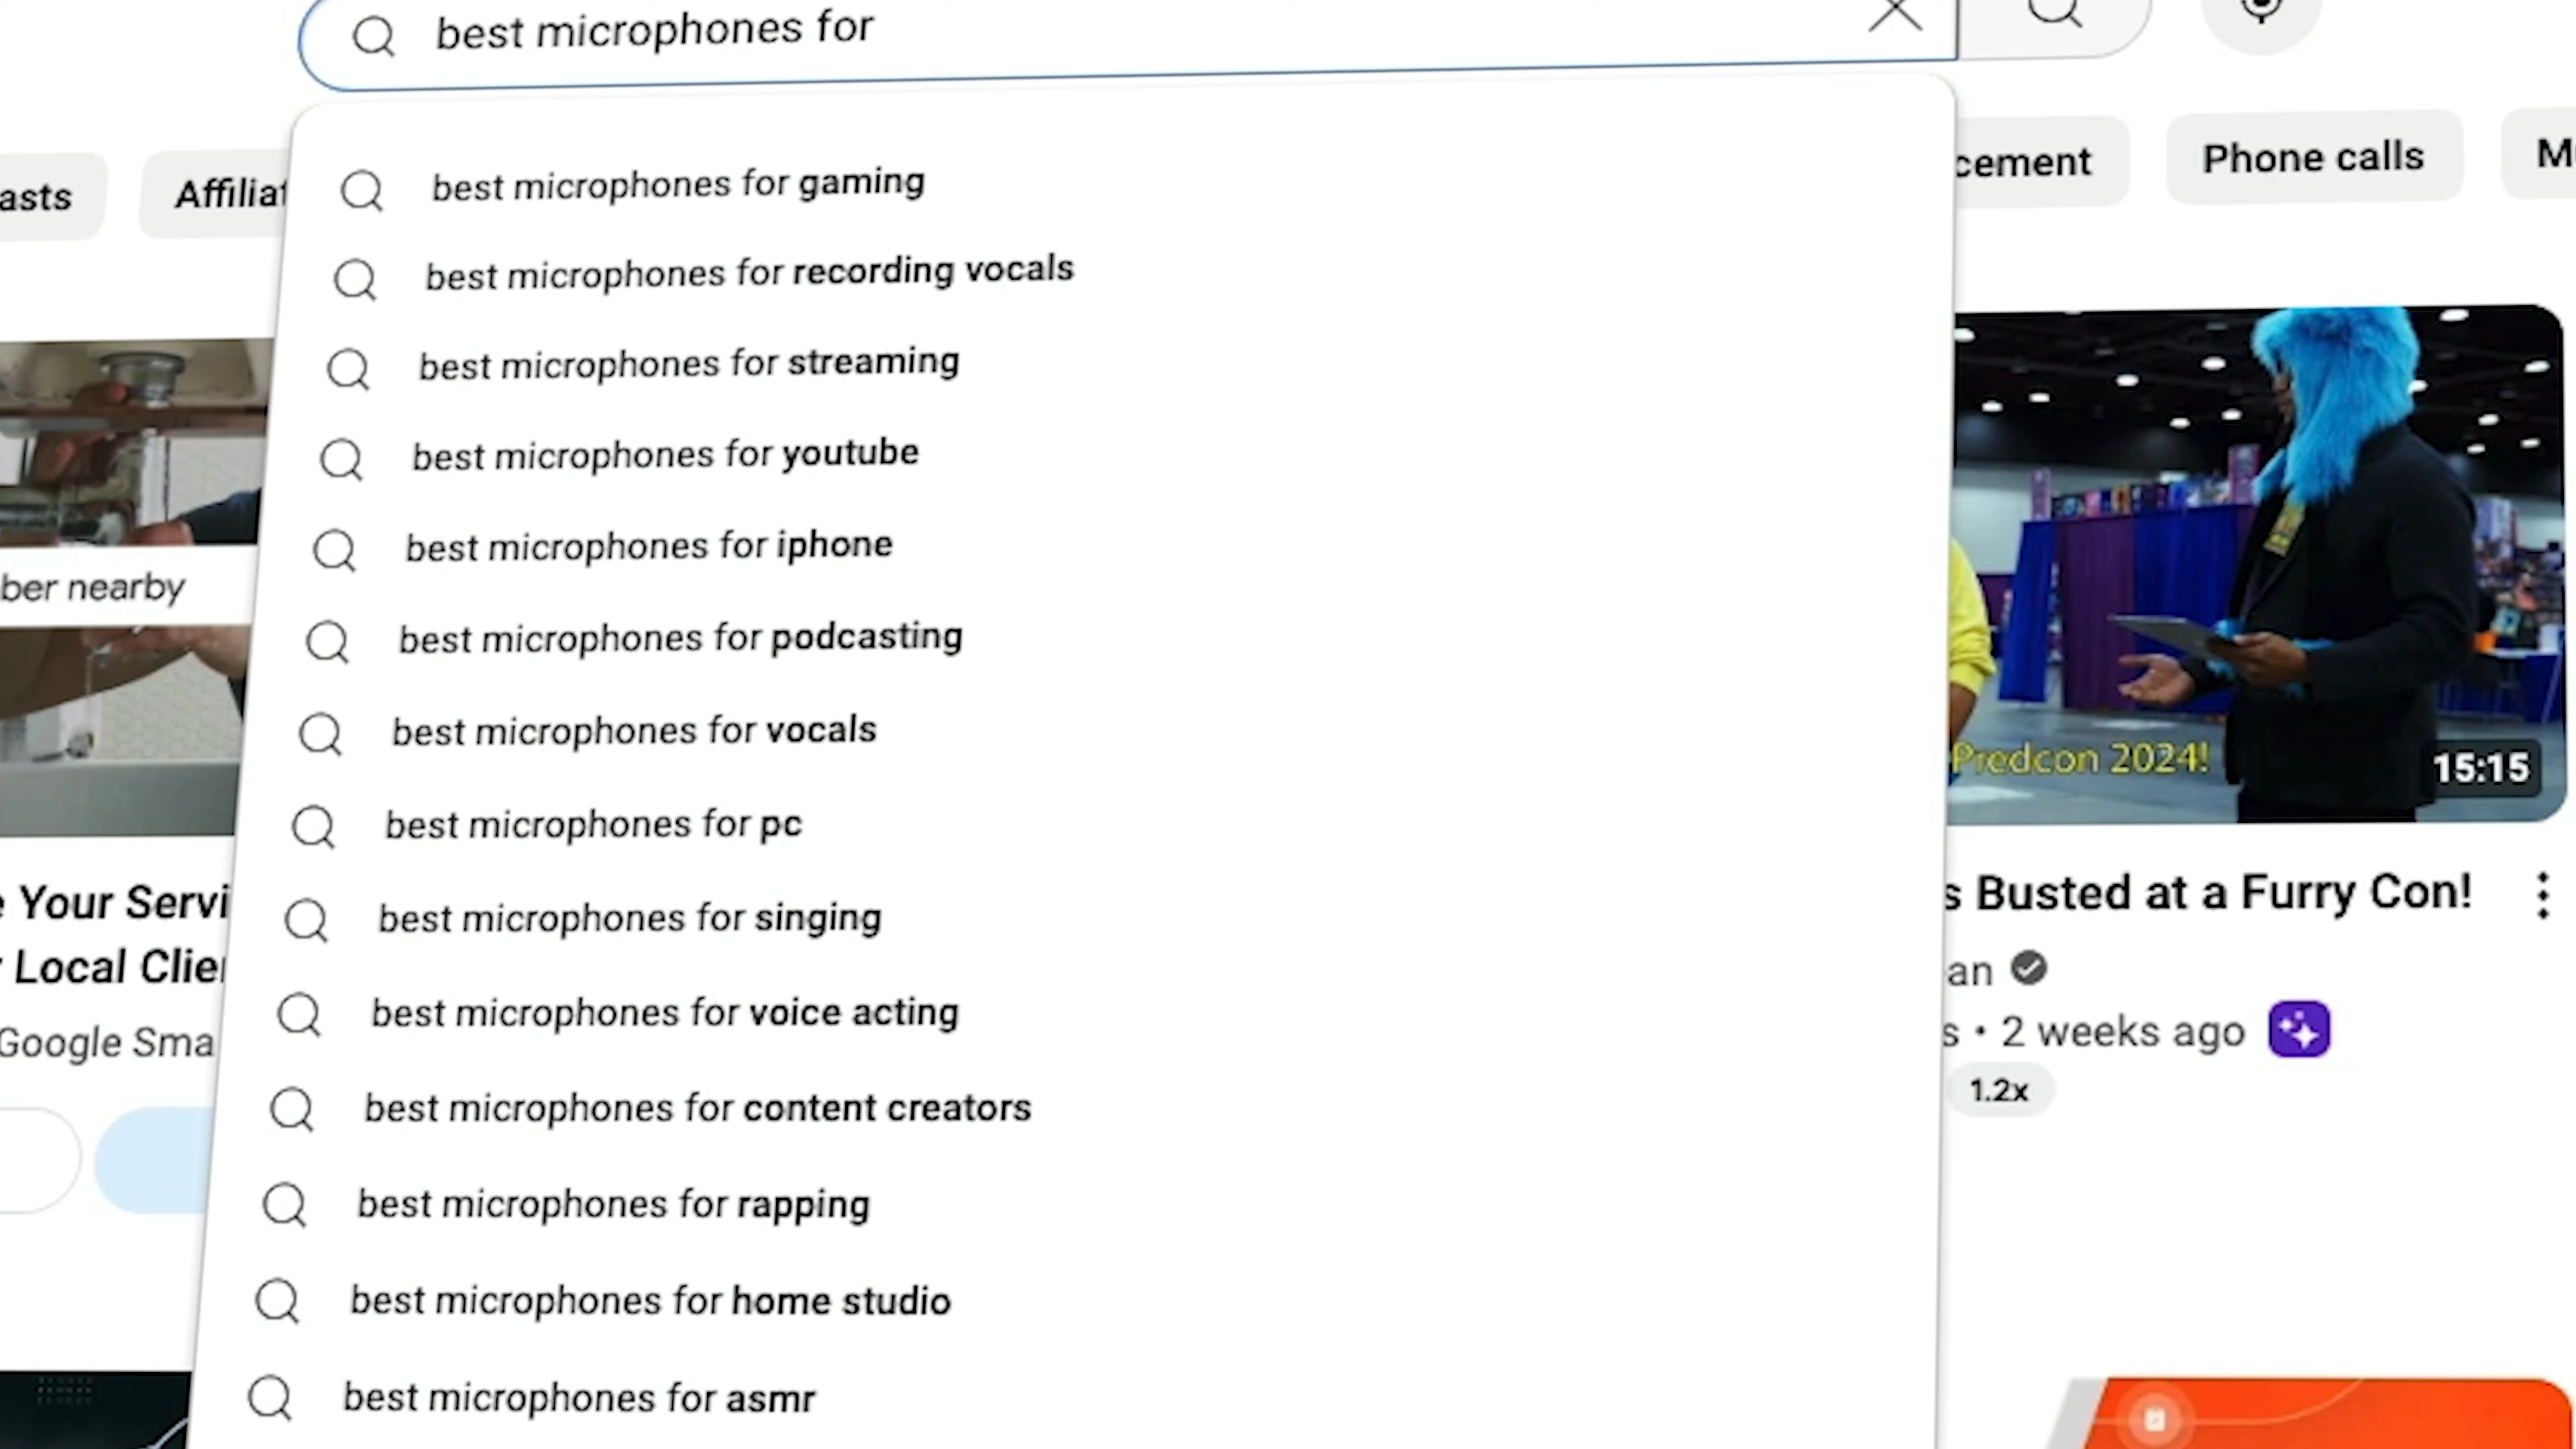 best microphones for
asts
Affiliat
cement
Phone calls
M
best microphones for gaming
best microphones for recording vocals
best microphones for streaming
best microphones for youtube
best microphones for iphone
best microphones for podcasting
best microphones for vocals
best microphones for pc
best microphones for singing
best microphones for voice acting
best microphones for content creators
best microphones for rapping
best microphones for home studio
best microphones for asmr
ber nearby
e Your Servi
Local Clie
Google Sma
Predcon 2024!
15:15
s Busted at a Furry Con!
an
s • 2 weeks ago
1.2x